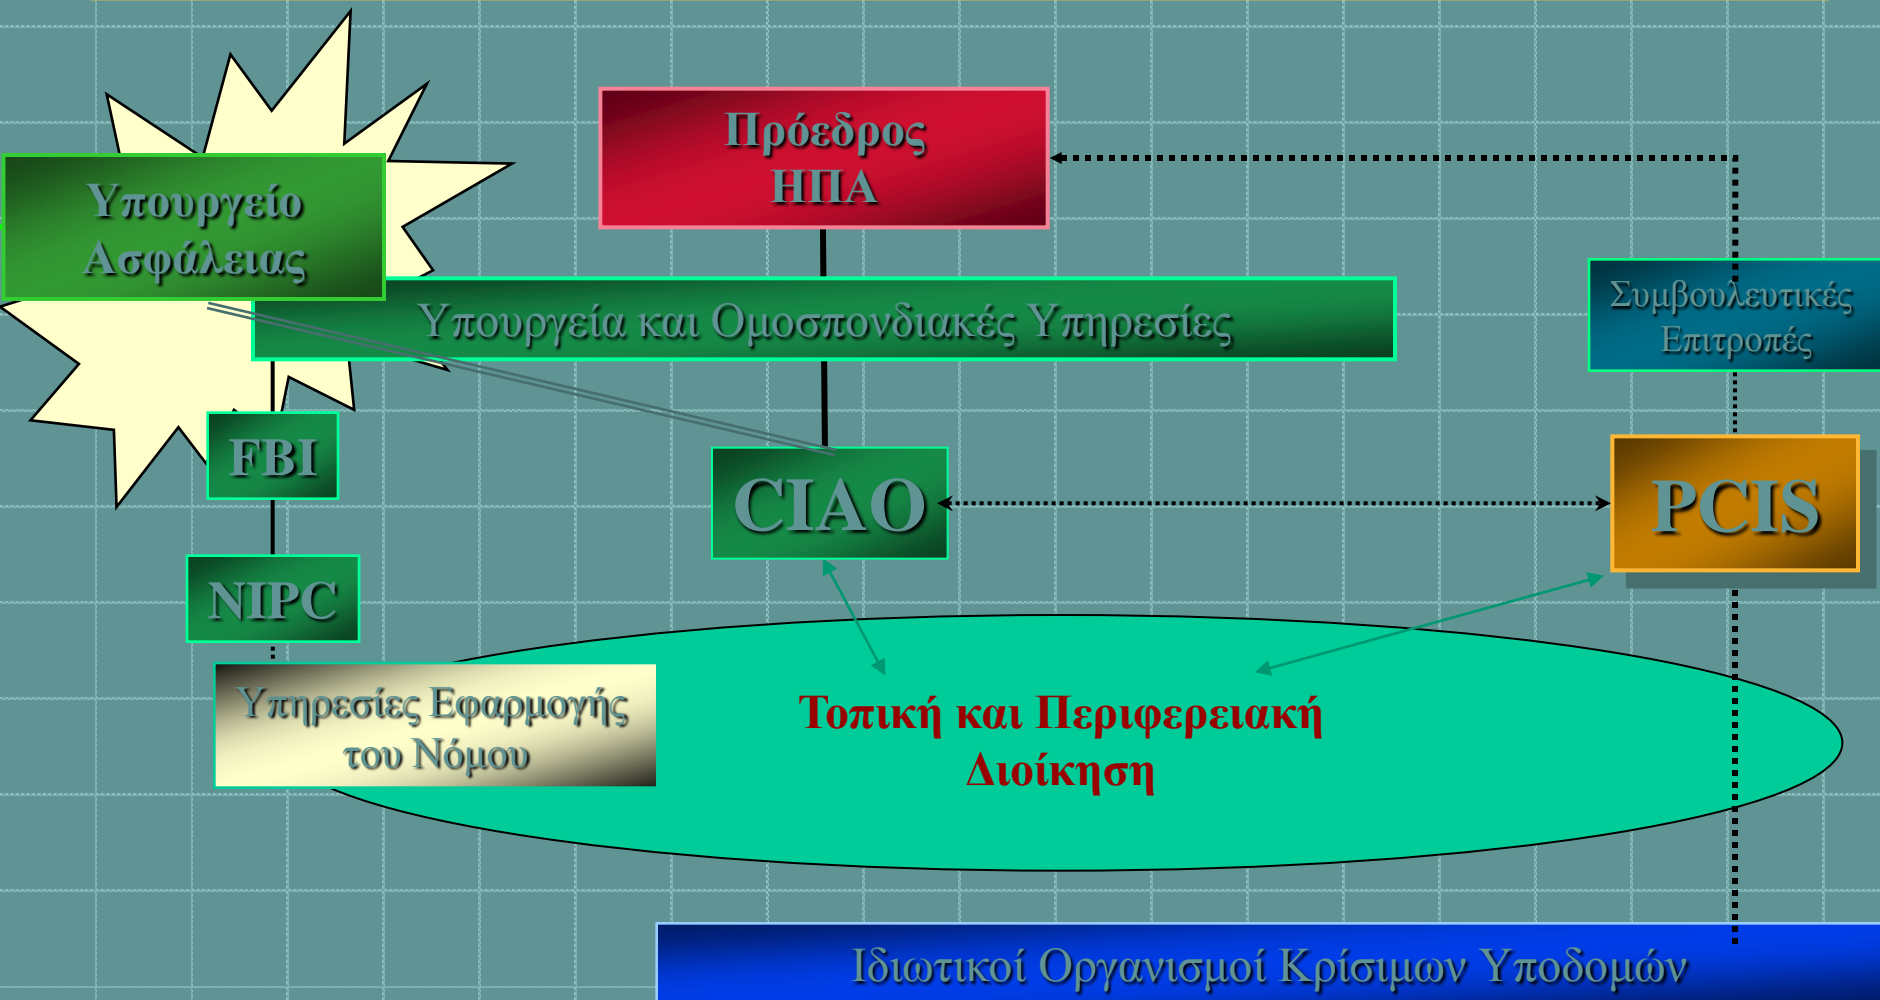 Πρόεδρος
ΗΠΑ
Υπουργείο
Ασφάλειας
Υπουργεία και Ομοσπονδιακές Υπηρεσίες
Συμβουλευτικές
Επιτροπές
FBI
CIAO
PCIS
NIPC
Υπηρεσίες Εφαρμογής
του Νόμου
Τοπική και Περιφερειακή
Διοίκηση
Ιδιωτικοί Οργανισμοί Κρίσιμων Υποδομών